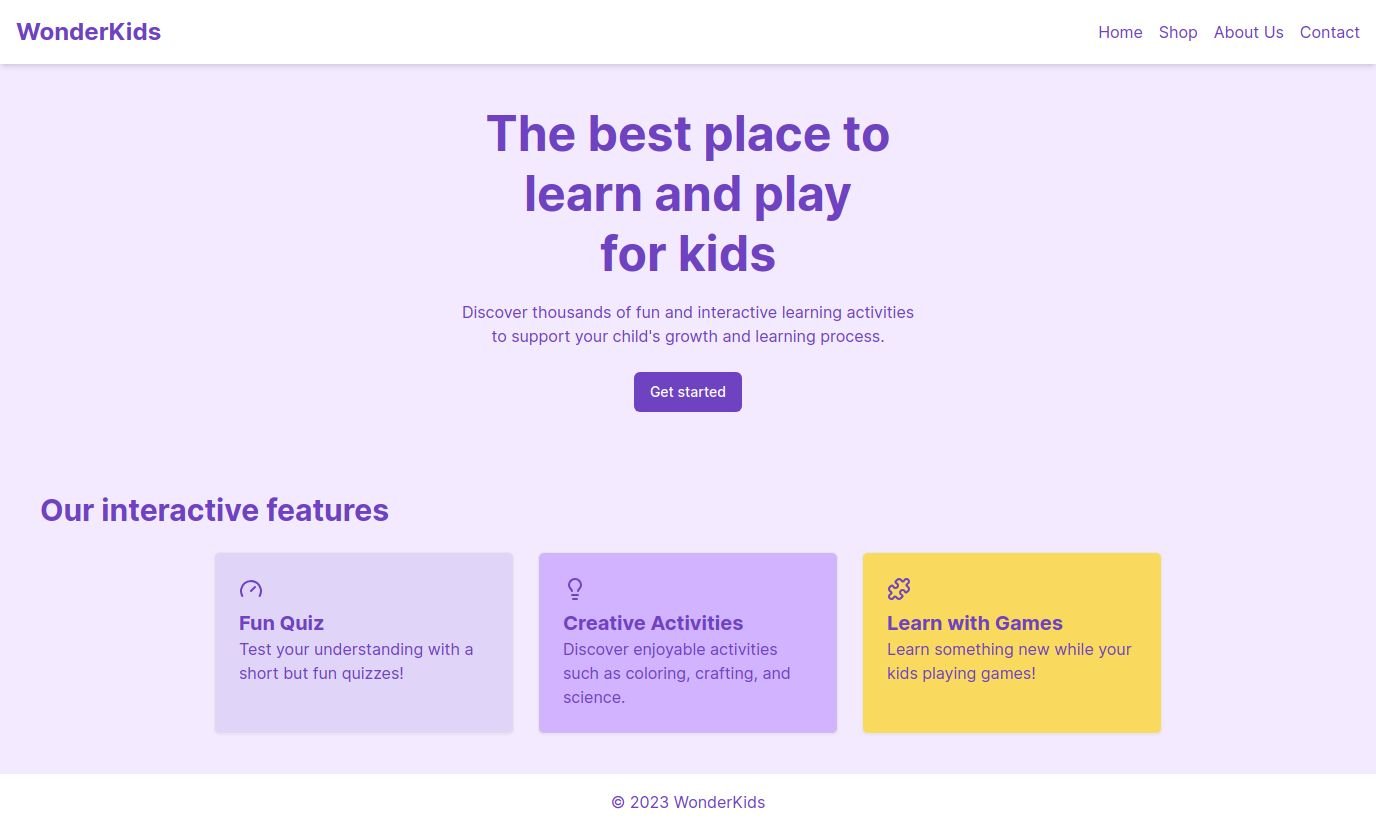 WonderKids
Home Shop About Us Contact
The best place to
learn and play
for kids
Discover thousands of fun and interactive learning activities
to support your child's growth and learning process.
Get started
Our interactive features
Fun Quiz
Test your understanding with a
short but fun quizzes!
Creative Activities
Discover enjoyable activities
such as coloring, crafting, and
science.
Learn with Games
Learn something new while your
kids playing games!
© 2023 WonderKids